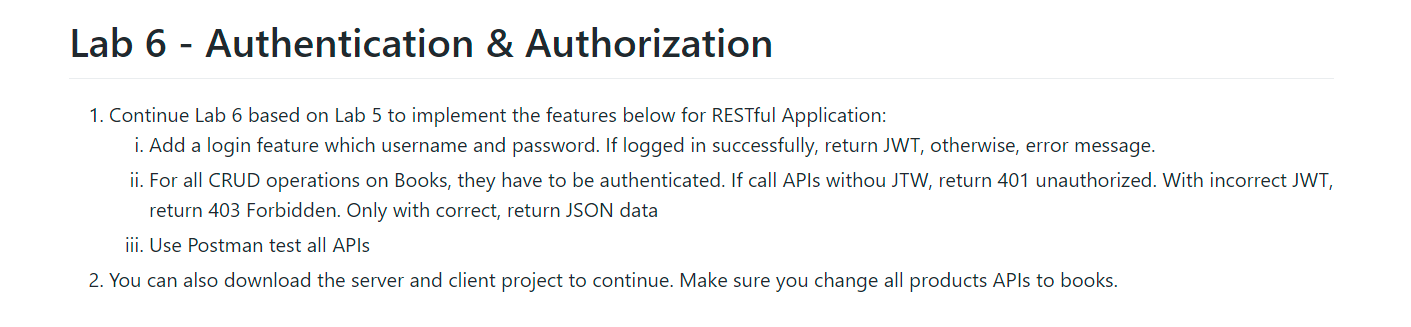 Lab 6 - Authentication & Authorization
1. Continue Lab 6 based on Lab 5 to implement the features below for RESTful Application:
i. Add a login feature which username and password. If logged in successfully, return JWT, otherwise, error message.
ii. For all CRUD operations on Books, they have to be authenticated. If call APIs withou JTW, return 401 unauthorized. With incorrect JWT,
return 403 Forbidden. Only with correct, return JSON data
iii. Use Postman test all APIs
2. You can also download the server and client project to continue. Make sure you change all products APIs to books.